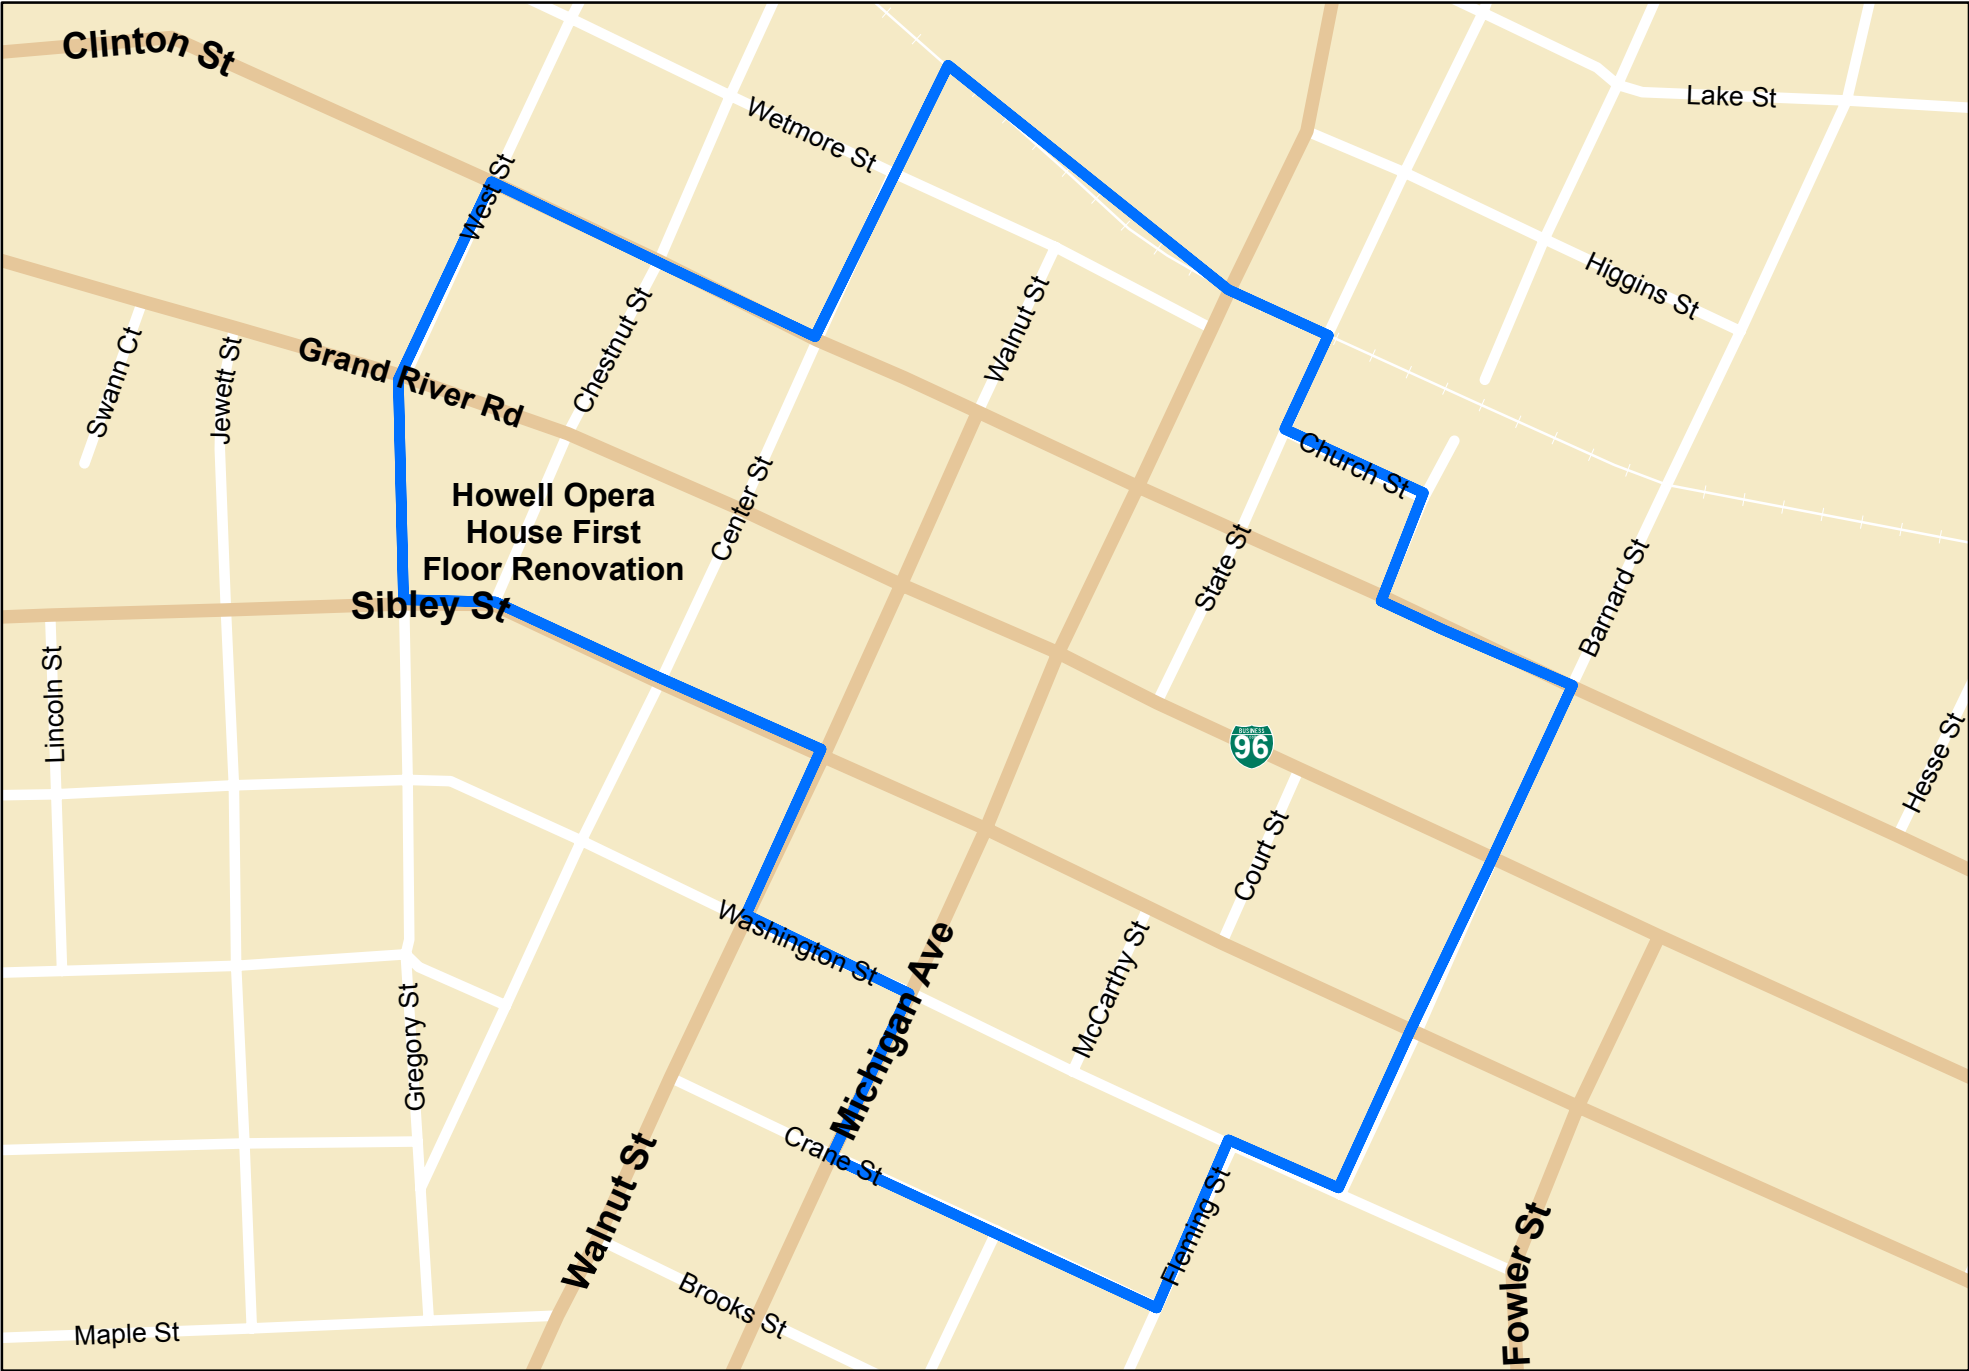 Clinton St
Lake St
Wetmore St
West St
Higgins St
Walnut St
Chestnut St
Swann Ct
Jewett St
Grand River Rd
Church St
Center St
Howell Opera
House First
Floor Renovation
State St
Barnard St
Sibley St
Lincoln St
BUSINESS
96
Hesse St
Court St
Washington St
McCarthy St
Michigan Ave
Gregory St
Crane St
Walnut St
Fleming St
Fowler St
Brooks St
Maple St